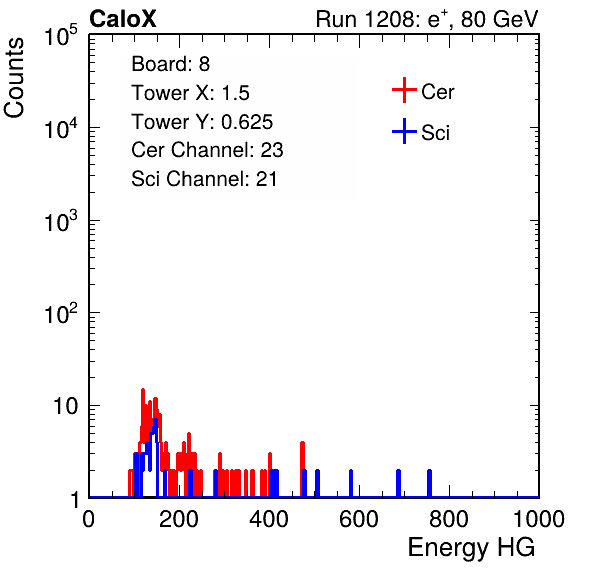 CaloX Run 1208: e⁺, 80 GeV
Counts
10⁵
10⁴
10³
10²
10
1
Board: 8
Tower X: 1.5
Tower Y: 0.625
Cer Channel: 23
Sci Channel: 21
Cer
Sci
0 200 400 600 800 1000
Energy HG